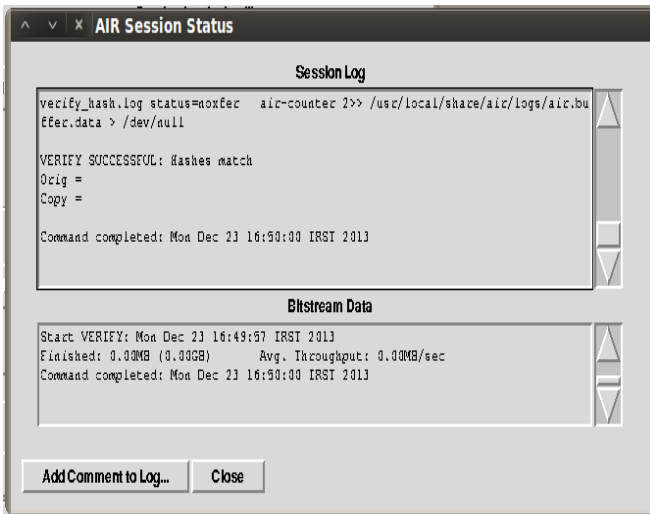 AIR Session Status
Session Log
verify_hash.log status=noxfer air-counter 2>> /usr/local/share/air/logs/air.bu
ffer.data > /dev/null
VERIFY SUCCESSFUL: Hashes match
Orig =
Copy =
Command completed: Mon Dec 23 16:50:00 IRST 2013
Bitstream Data
Start VERIFY: Mon Dec 23 16:49:57 IRST 2013
Finished: 0.00MB (0.00GB) Avg. Throughput: 0.00MB/sec
Command completed: Mon Dec 23 16:50:00 IRST 2013
Add Comment to Log... Close